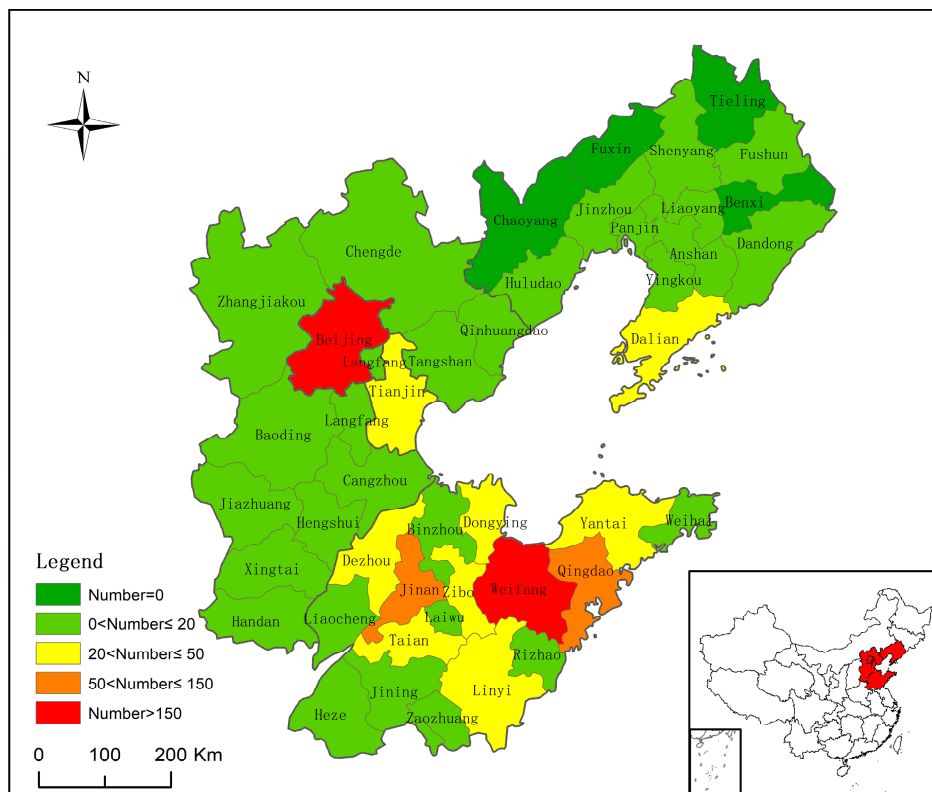 N
Tieling
Fuxin
Shenyang
Fushun
Chaoyang
Jinzhou
Liaoyang
Benxi
Panjin
Dandong
Anshan
Chengde
Huludao
Yingkou
Zhangjiakou
Qinhuangdao
Beijing
Dalian
Langfang
Tangshan
Tianjin
Langfang
Baoding
Cangzhou
Jiazhuang
Hengshui
Dongying
Yantai
Weihai
Binzhou
Dezhou
Xingtai
Qingdao
Jinan
Zibo
Weifang
Handan
Liaocheng
Laiwu
Taian
Rizhao
Jining
Linyi
Heze
Zaozhuang
Legend
Number=0
0<Number≤ 20
20<Number≤ 50
50<Number≤ 150
Number>150
0 100 200 Km